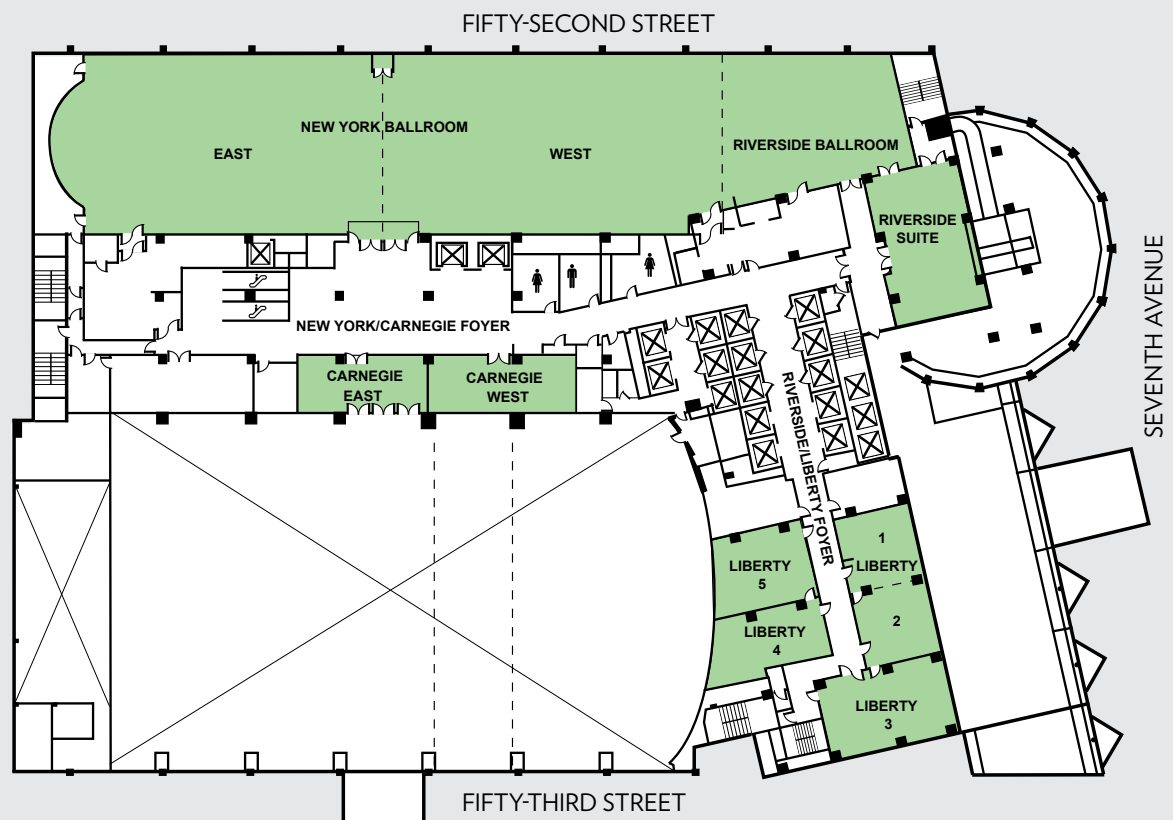 FIFTY-SECOND STREET
NEW YORK BALLROOM
EAST
WEST
RIVERSIDE BALLROOM
RIVERSIDE
SUITE
SEVENTH AVENUE
NEW YORK/CARNEGIE FOYER
CARNEGIE
EAST
CARNEGIE
WEST
RIVERSIDE/LIBERTY FOYER
1
LIBERTY
2
LIBERTY
5
LIBERTY
4
LIBERTY
3
FIFTY-THIRD STREET